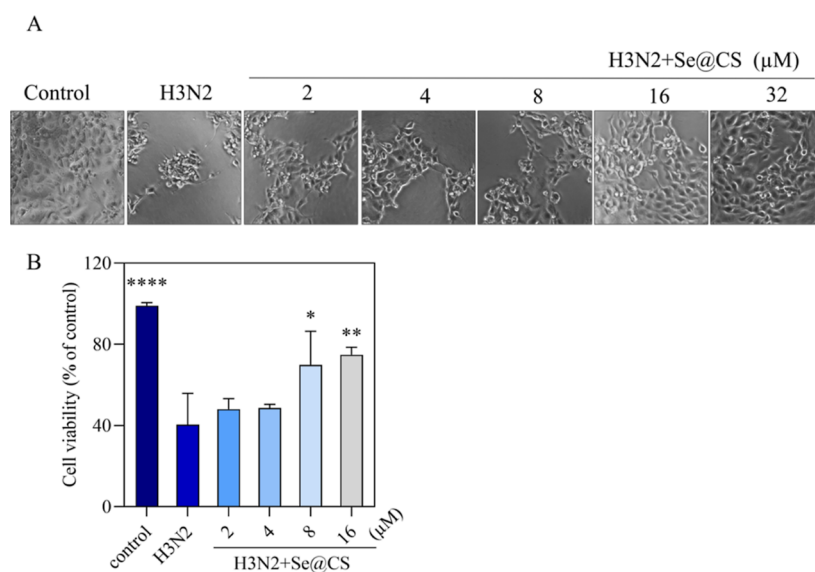 A
H3N2+Se@CS (μM)
Control H3N2 2 4 8 16 32
B
Cell viability (% of control)
120
80
40
0
**** * **
control H3N2 2 4 8 16 (μM)
H3N2+Se@CS